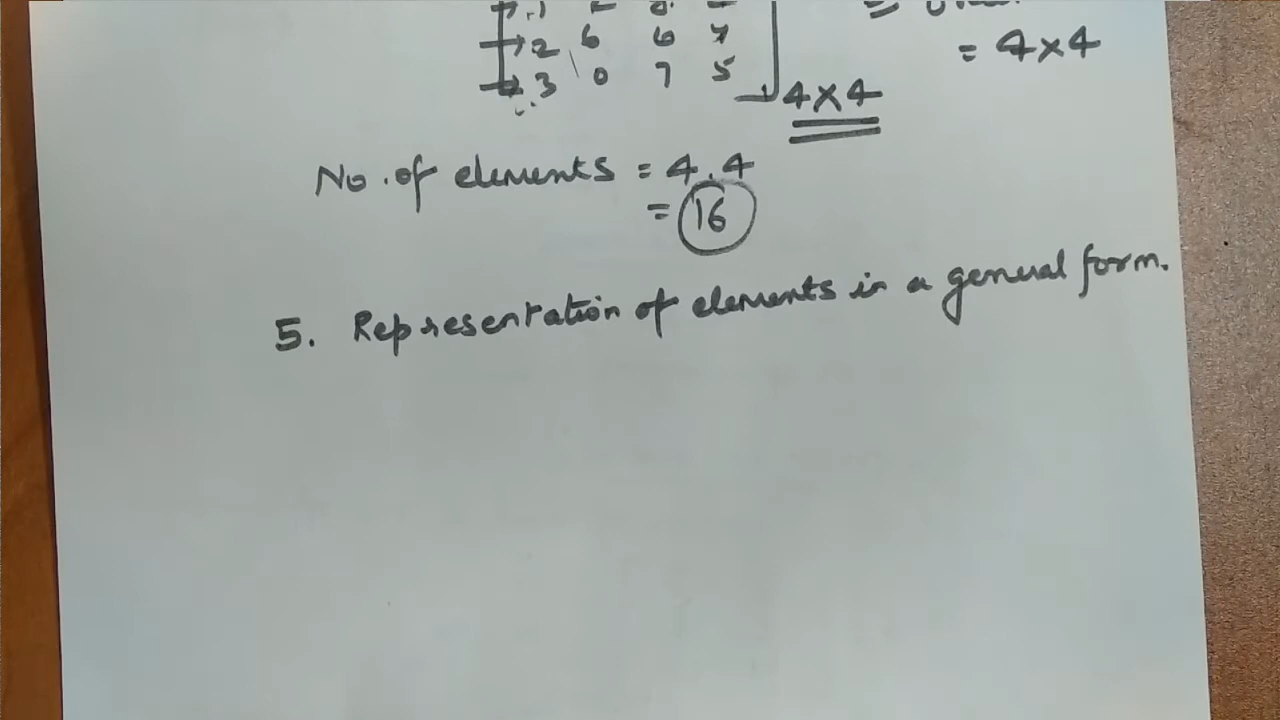 = 4×4
2 6 6 4
3 0 7 5
4×4
No. of elements = 4.4
= 16
5. Representation of elements in a general form.